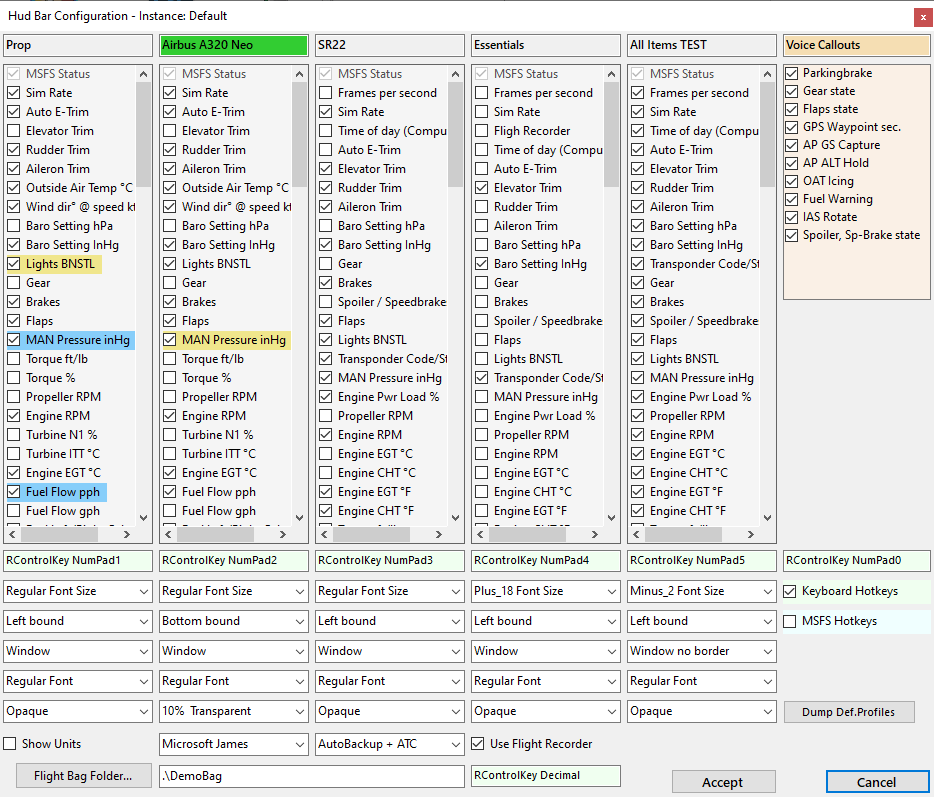 Hud Bar Configuration - Instance: Default
x
Prop
Airbus A320 Neo
SR22
Essentials
All Items TEST
Voice Callouts
MSFS Status
Sim Rate
Auto E-Trim
Elevator Trim
Rudder Trim
Aileron Trim
Outside Air Temp °C
Wind dir° @ speed kt
Baro Setting hPa
Baro Setting InHg
Lights BNSTL
Gear
Brakes
Flaps
MAN Pressure inHg
Torque ft/lb
Torque %
Propeller RPM
Engine RPM
Turbine N1 %
Turbine ITT °C
Engine EGT °C
Fuel Flow pph
Fuel Flow gph
MSFS Status
Sim Rate
Auto E-Trim
Elevator Trim
Rudder Trim
Aileron Trim
Outside Air Temp °C
Wind dir° @ speed kt
Baro Setting hPa
Baro Setting InHg
Lights BNSTL
Gear
Brakes
Flaps
MAN Pressure inHg
Torque ft/lb
Torque %
Propeller RPM
Engine RPM
Turbine N1 %
Turbine ITT °C
Engine EGT °C
Fuel Flow pph
Fuel Flow gph
MSFS Status
Frames per second
Sim Rate
Time of day (Compu
Auto E-Trim
Elevator Trim
Rudder Trim
Aileron Trim
Baro Setting hPa
Baro Setting InHg
Gear
Brakes
Spoiler / Speedbrake
Flaps
Lights BNSTL
Transponder Code/St
MAN Pressure inHg
Engine Pwr Load %
Propeller RPM
Engine RPM
Engine EGT °C
Engine CHT °C
Engine EGT °F
Engine CHT °F
MSFS Status
Frames per second
Sim Rate
Fligh Recorder
Time of day (Compu
Auto E-Trim
Elevator Trim
Rudder Trim
Aileron Trim
Baro Setting hPa
Baro Setting InHg
Gear
Brakes
Spoiler / Speedbrake
Flaps
Lights BNSTL
Transponder Code/St
MAN Pressure inHg
Engine Pwr Load %
Propeller RPM
Engine RPM
Engine EGT °C
Engine CHT °C
Engine EGT °F
MSFS Status
Frames per second
Sim Rate
Time of day (Compu
Auto E-Trim
Elevator Trim
Rudder Trim
Aileron Trim
Baro Setting hPa
Baro Setting InHg
Transponder Code/St
Gear
Brakes
Spoiler / Speedbrake
Flaps
Lights BNSTL
MAN Pressure inHg
Engine Pwr Load %
Propeller RPM
Engine RPM
Engine EGT °C
Engine CHT °C
Engine EGT °F
Engine CHT °F
Parkingbrake
Gear state
Flaps state
GPS Waypoint sec.
AP GS Capture
AP ALT Hold
OAT Icing
Fuel Warning
IAS Rotate
Spoiler, Sp-Brake state
RControlKey NumPad1
RControlKey NumPad2
RControlKey NumPad3
RControlKey NumPad4
RControlKey NumPad5
RControlKey NumPad0
Regular Font Size
Regular Font Size
Regular Font Size
Plus_18 Font Size
Minus_2 Font Size
Keyboard Hotkeys
Left bound
Bottom bound
Left bound
Left bound
Left bound
MSFS Hotkeys
Window
Window
Window
Window
Window no border
Regular Font
Regular Font
Regular Font
Regular Font
Regular Font
Opaque
10% Transparent
Opaque
Opaque
Opaque
Dump Def.Profiles
Show Units
Microsoft James
AutoBackup + ATC
Use Flight Recorder
Flight Bag Folder...
.\DemoBag
RControlKey Decimal
Accept
Cancel